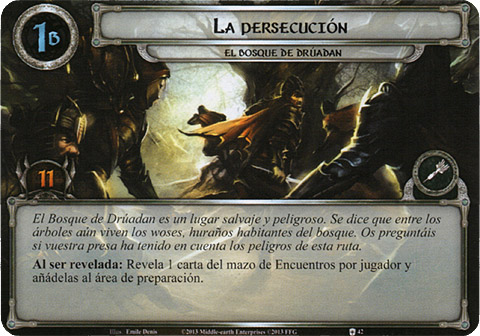 1B
LA PERSECUCIÓN
EL BOSQUE DE DRÚADAN
11
El Bosque de Drúadan es un lugar salvaje y peligroso. Se dice que entre los
árboles aún viven los woses, huraños habitantes del bosque. Os preguntáis
si vuestra presa ha tenido en cuenta los peligros de esta ruta.
Al ser revelada: Revela 1 carta del mazo de Encuentros por jugador y
añádelas al área de preparación.
Illus. Emile Denis ©2013 Middle-earth Enterprises ©2013 FFG 42